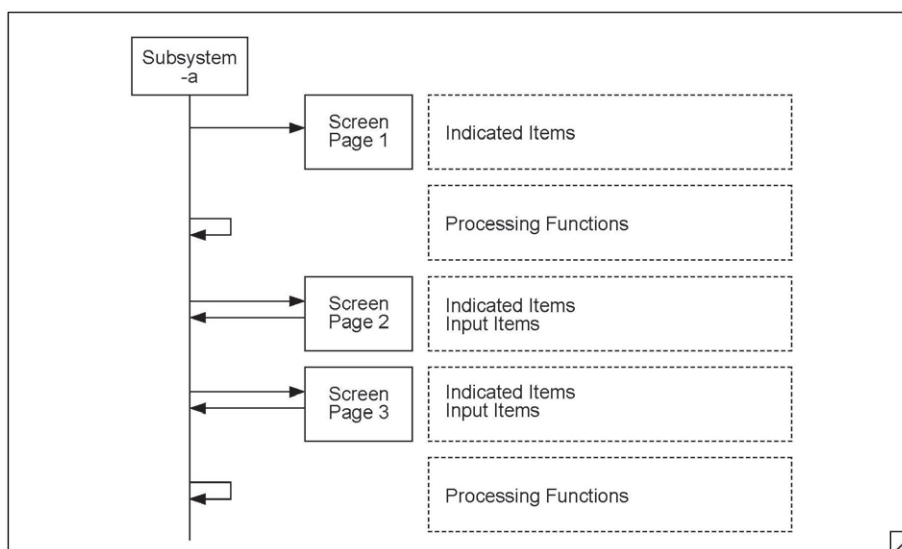 Subsystem
-a
Screen
Page 1
Indicated Items
Processing Functions
Screen
Page 2
Indicated Items
Input Items
Screen
Page 3
Indicated Items
Input Items
Processing Functions